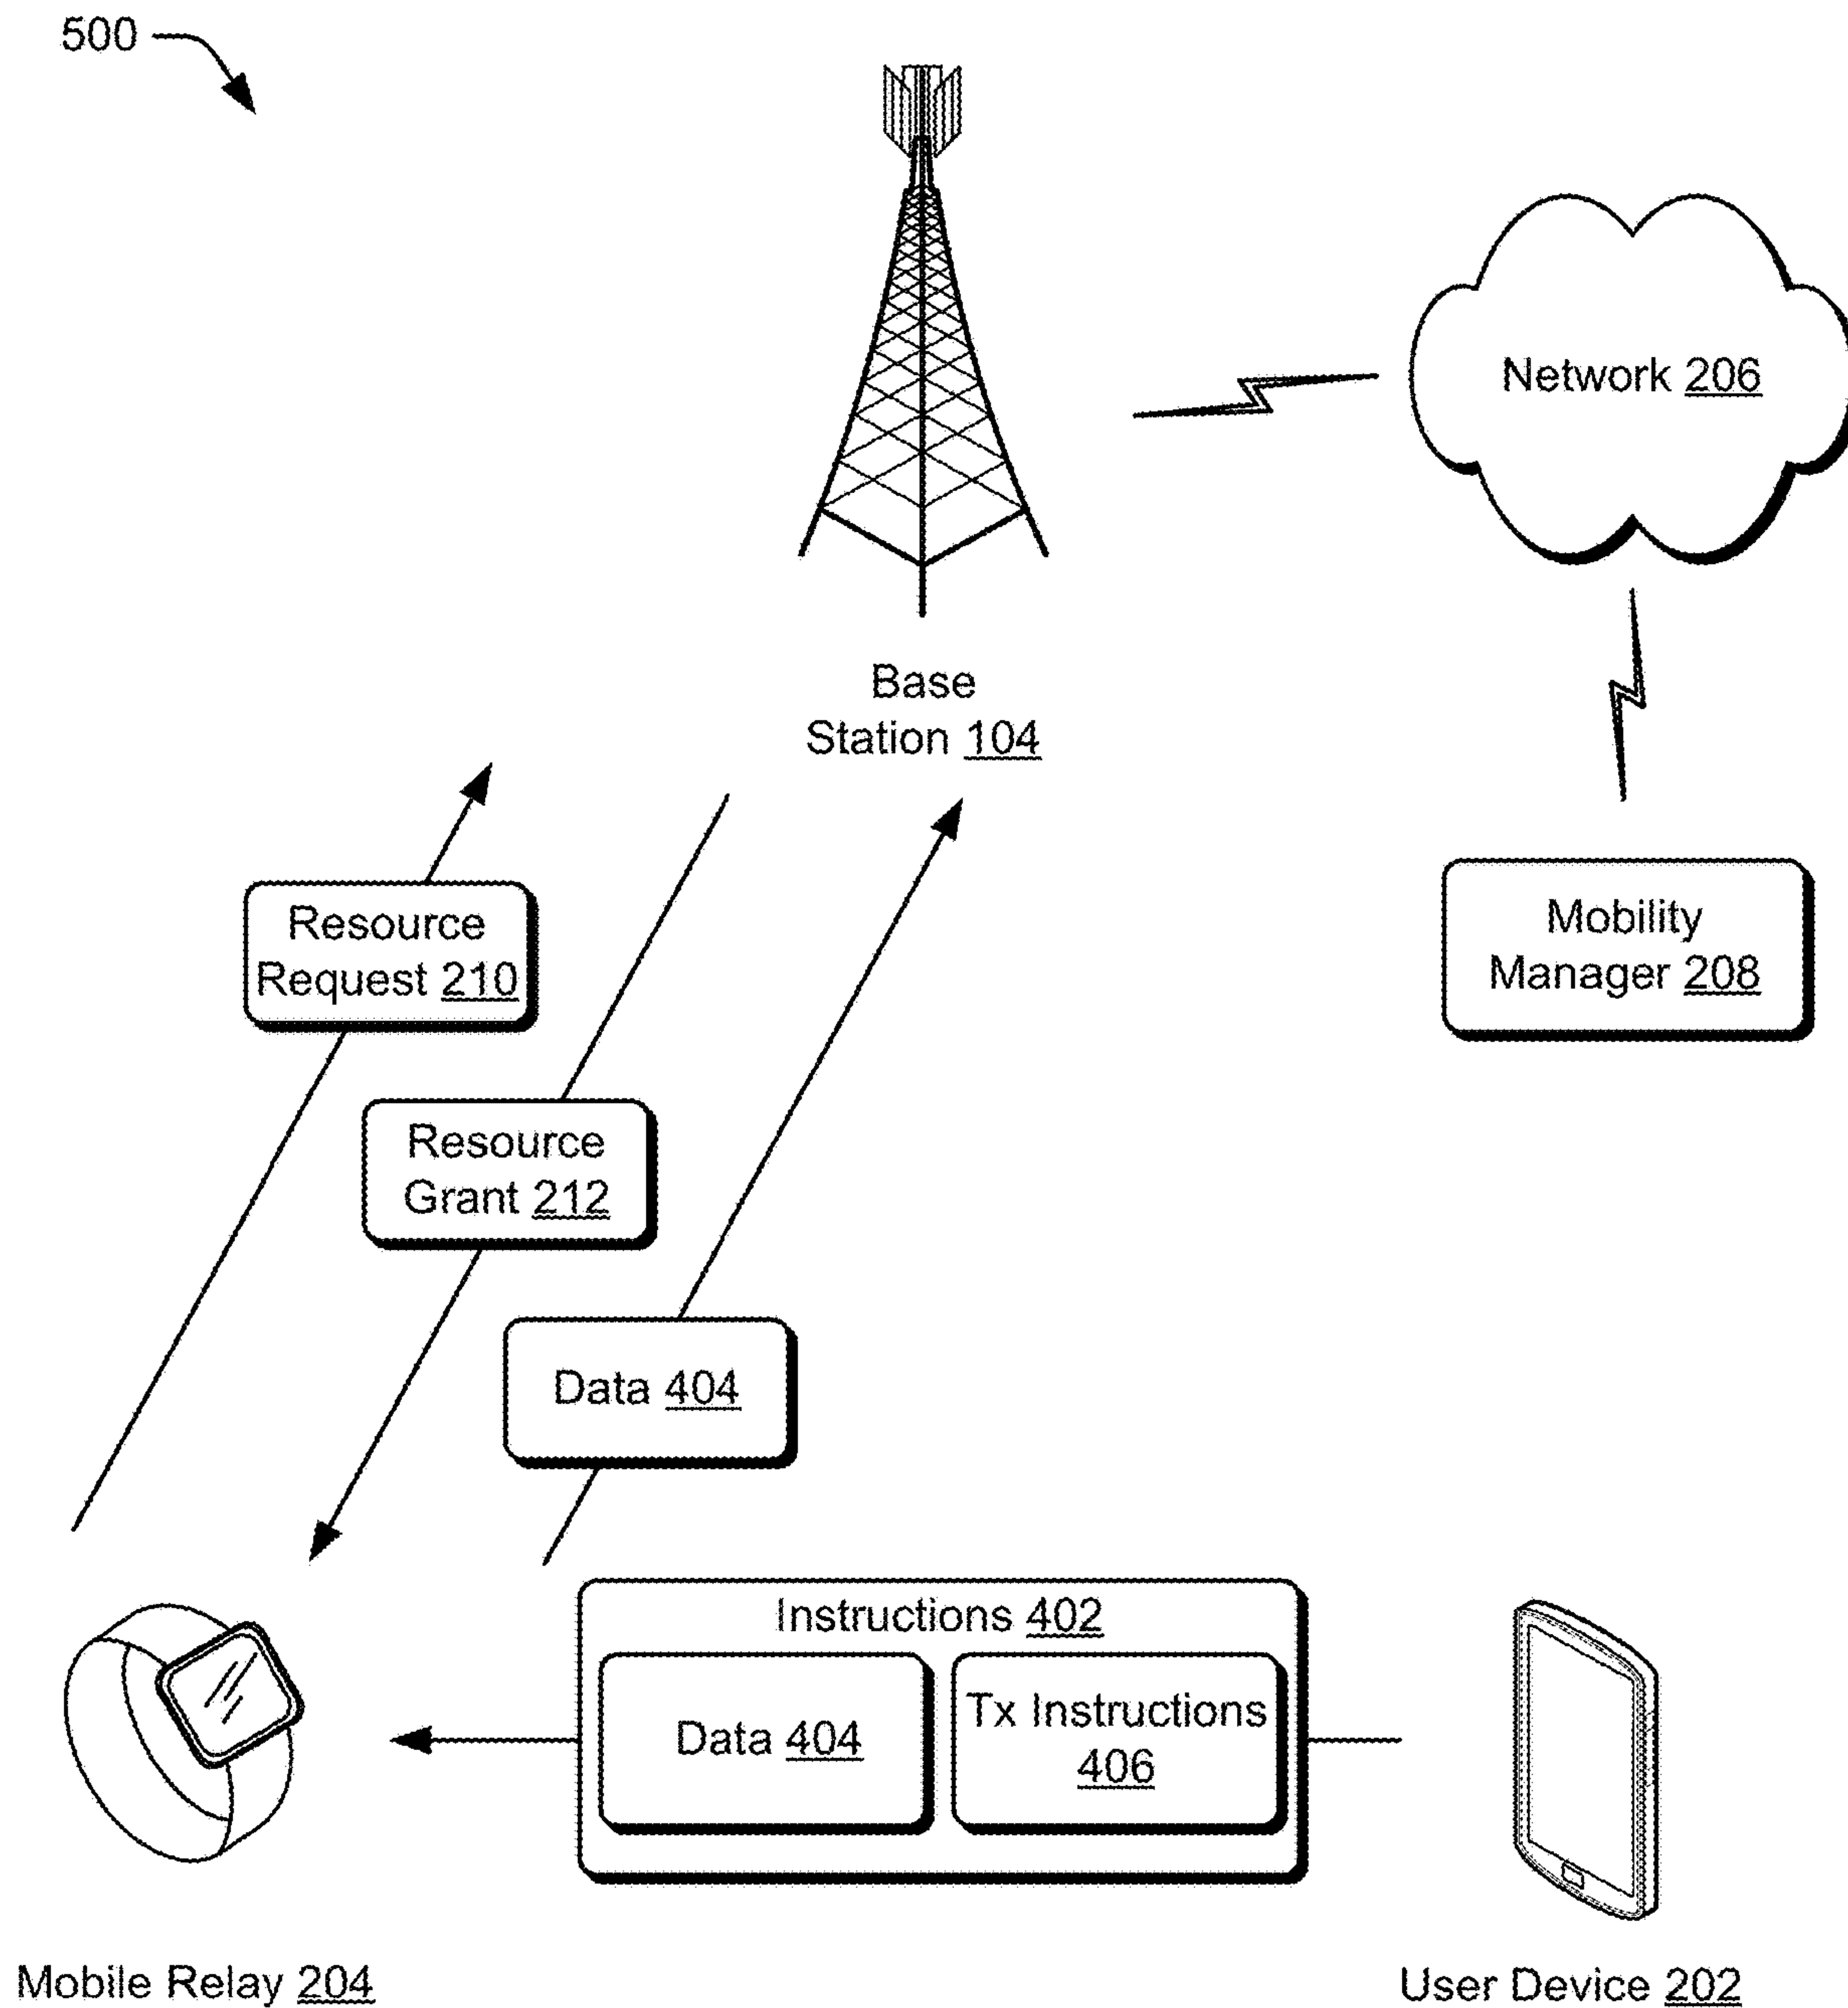 500
Network 206
Base
Station 104
Resource
Request 210
Mobility
Manager 208
Resource
Grant 212
Data 404
Instructions 402
Data 404
Tx Instructions
406
Mobile Relay 204
User Device 202